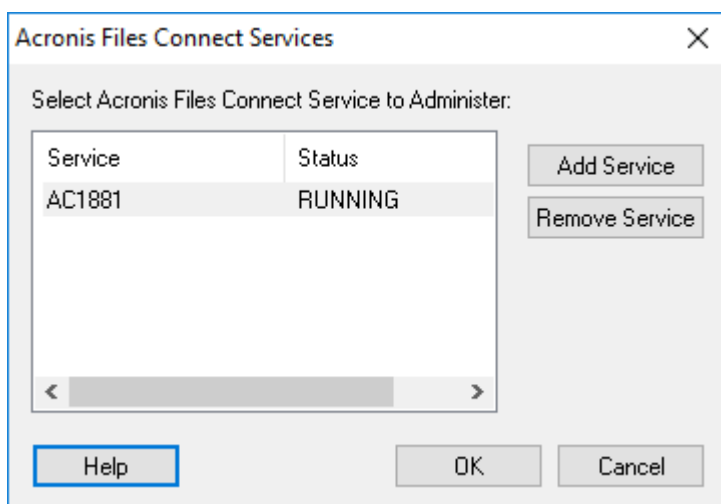 Acronis Files Connect Services
Select Acronis Files Connect Service to Administer:
Service Status
AC1881 RUNNING
Add Service
Remove Service
Help OK Cancel